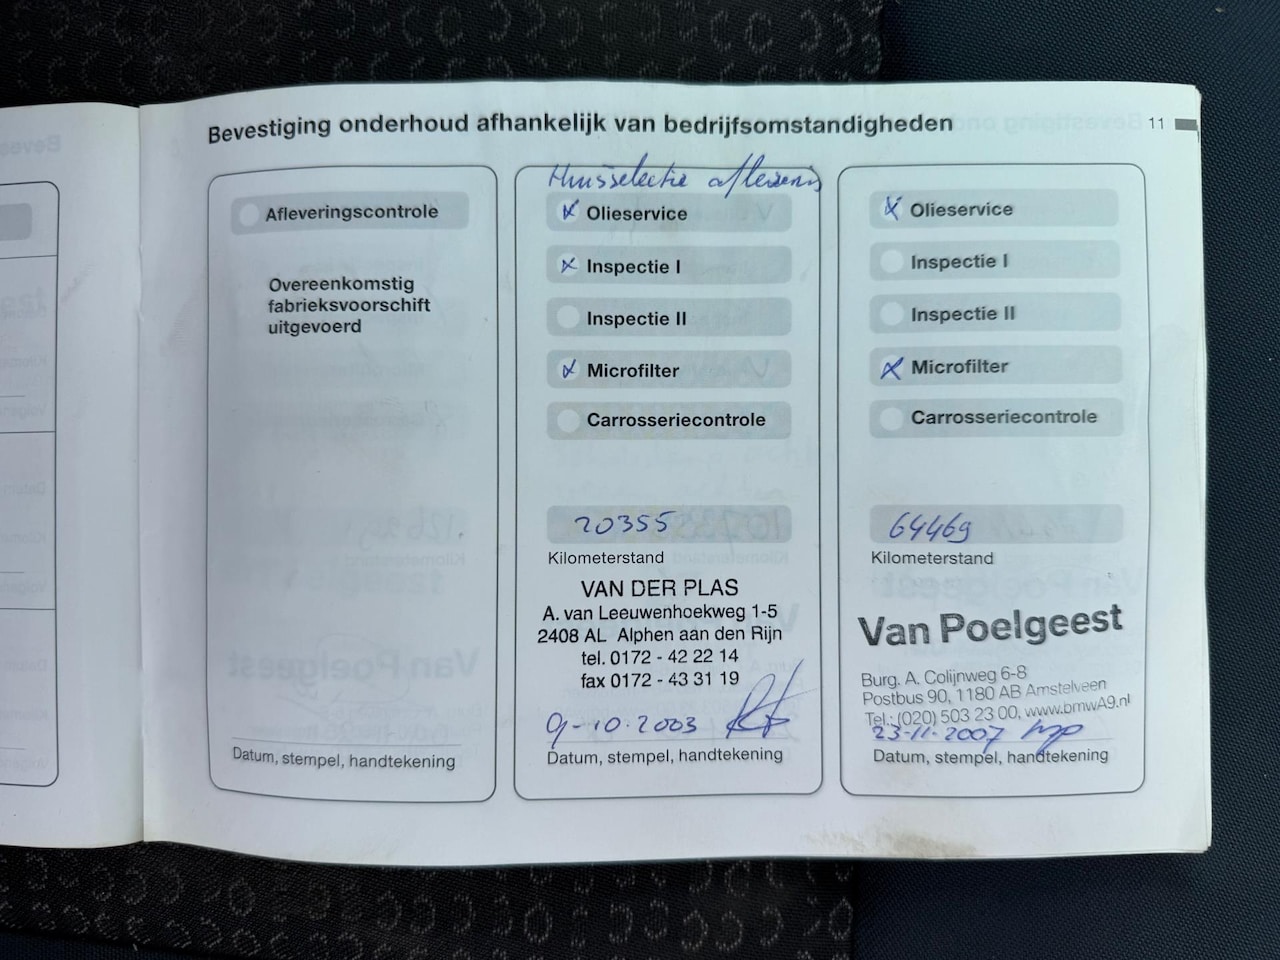 Bevestiging onderhoud afhankelijk van bedrijfsomstandigheden
11
Afleveringscontrole
Overeenkomstig
fabrieksvoorschrift
uitgevoerd
Datum, stempel, handtekening
Olieservice
Inspectie I
Inspectie II
Microfilter
Carrosseriecontrole
20355
Kilometerstand
VAN DER PLAS
A. van Leeuwenhoekweg 1-5
2408 AL Alphen aan den Rijn
tel. 0172 - 42 22 14
fax 0172 - 43 31 19
9-10-2003
Datum, stempel, handtekening
Olieservice
Inspectie I
Inspectie II
Microfilter
Carrosseriecontrole
64469
Kilometerstand
Van Poelgeest
Burg. A. Colijnweg 6-8
Postbus 90, 1180 AB Amstelveen
Tel.: (020) 503 23 00, www.bmwA9.nl
23-11-2007
Datum, stempel, handtekening